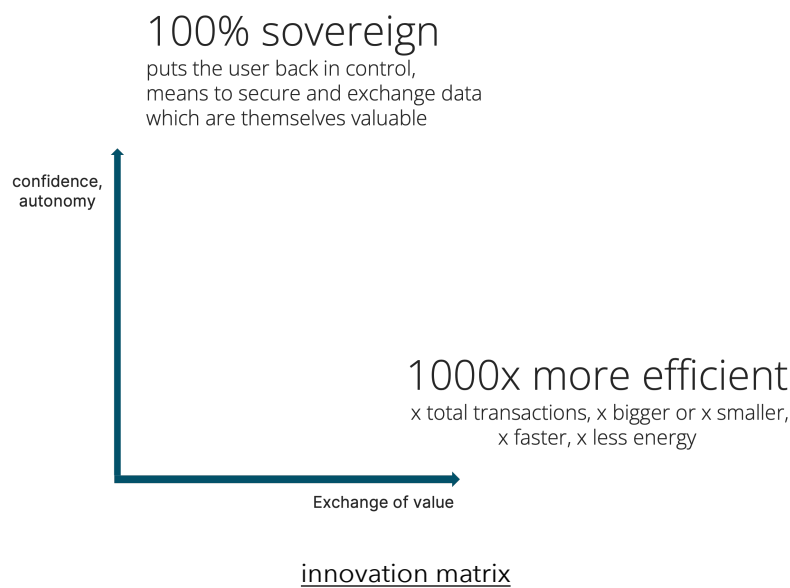 100% sovereign
puts the user back in control,
means to secure and exchange data
which are themselves valuable
confidence,
autonomy
1000x more efficient
x total transactions, x bigger or x smaller,
x faster, x less energy
Exchange of value
innovation matrix